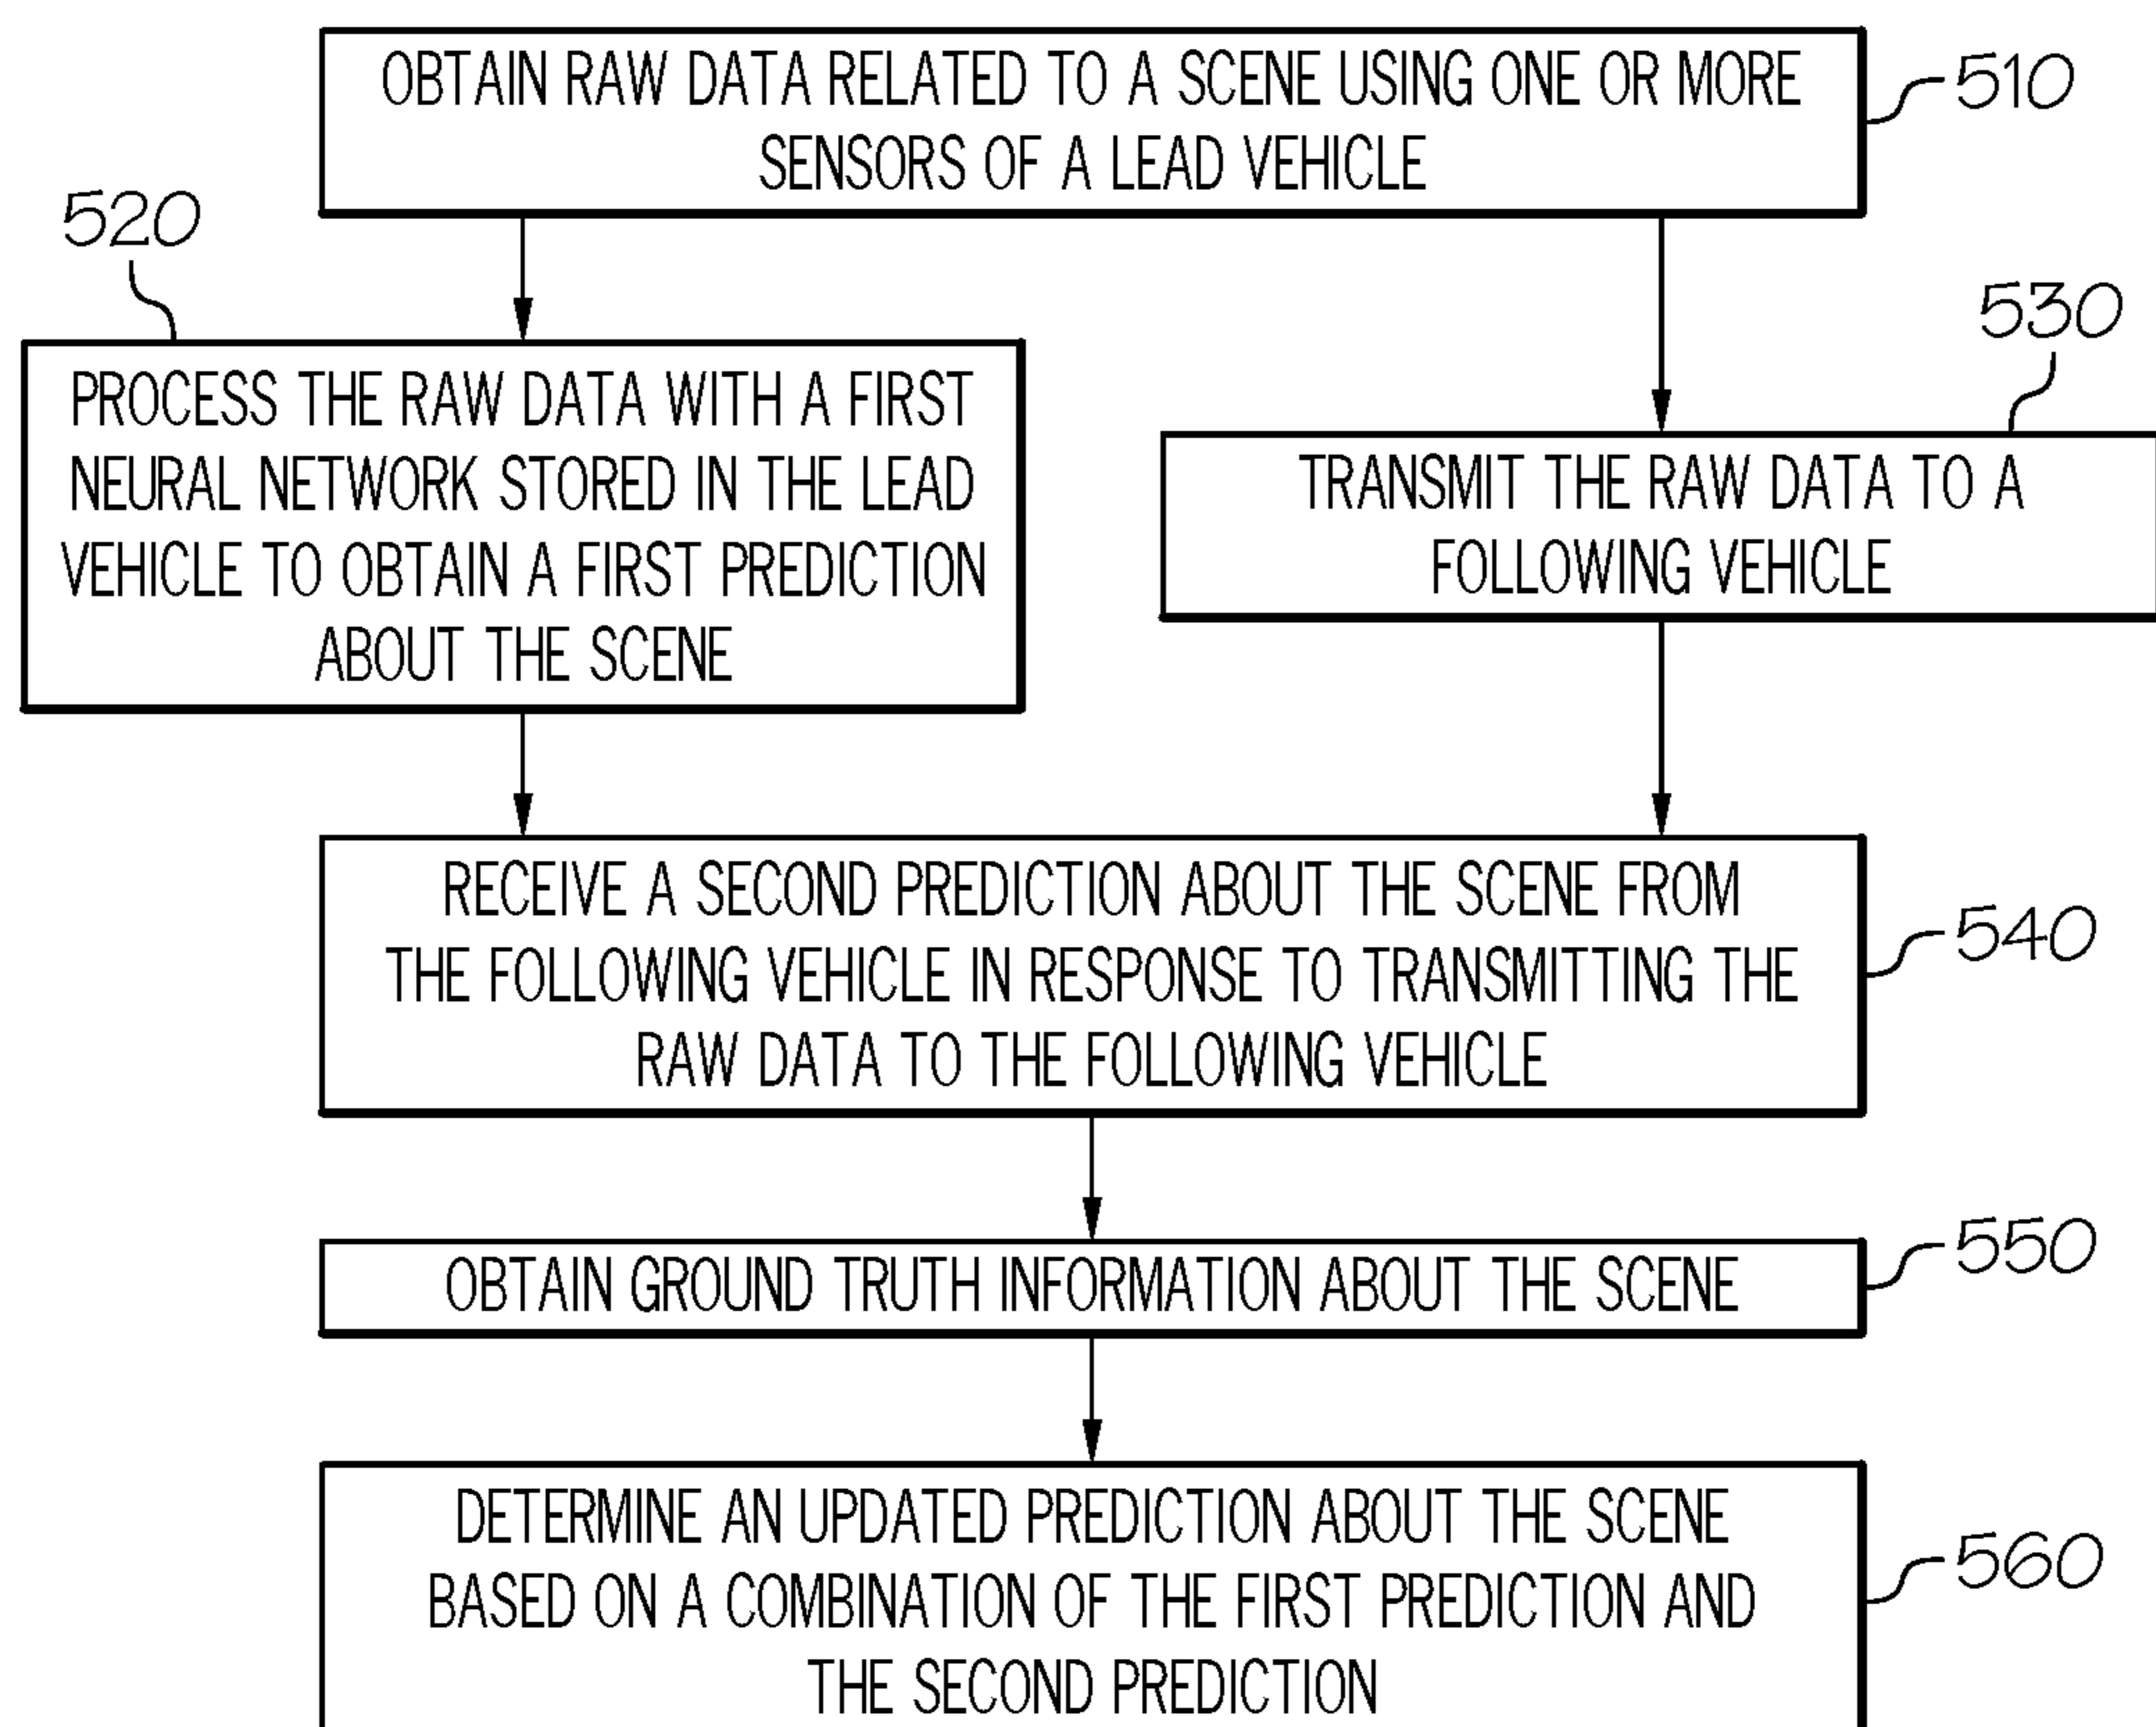 OBTAIN RAW DATA RELATED TO A SCENE USING ONE OR MORE
SENSORS OF A LEAD VEHICLE
510
520
PROCESS THE RAW DATA WITH A FIRST
NEURAL NETWORK STORED IN THE LEAD
VEHICLE TO OBTAIN A FIRST PREDICTION
ABOUT THE SCENE
530
TRANSMIT THE RAW DATA TO A
FOLLOWING VEHICLE
RECEIVE A SECOND PREDICTION ABOUT THE SCENE FROM
THE FOLLOWING VEHICLE IN RESPONSE TO TRANSMITTING THE
RAW DATA TO THE FOLLOWING VEHICLE
540
OBTAIN GROUND TRUTH INFORMATION ABOUT THE SCENE
550
DETERMINE AN UPDATED PREDICTION ABOUT THE SCENE
BASED ON A COMBINATION OF THE FIRST PREDICTION AND
THE SECOND PREDICTION
560